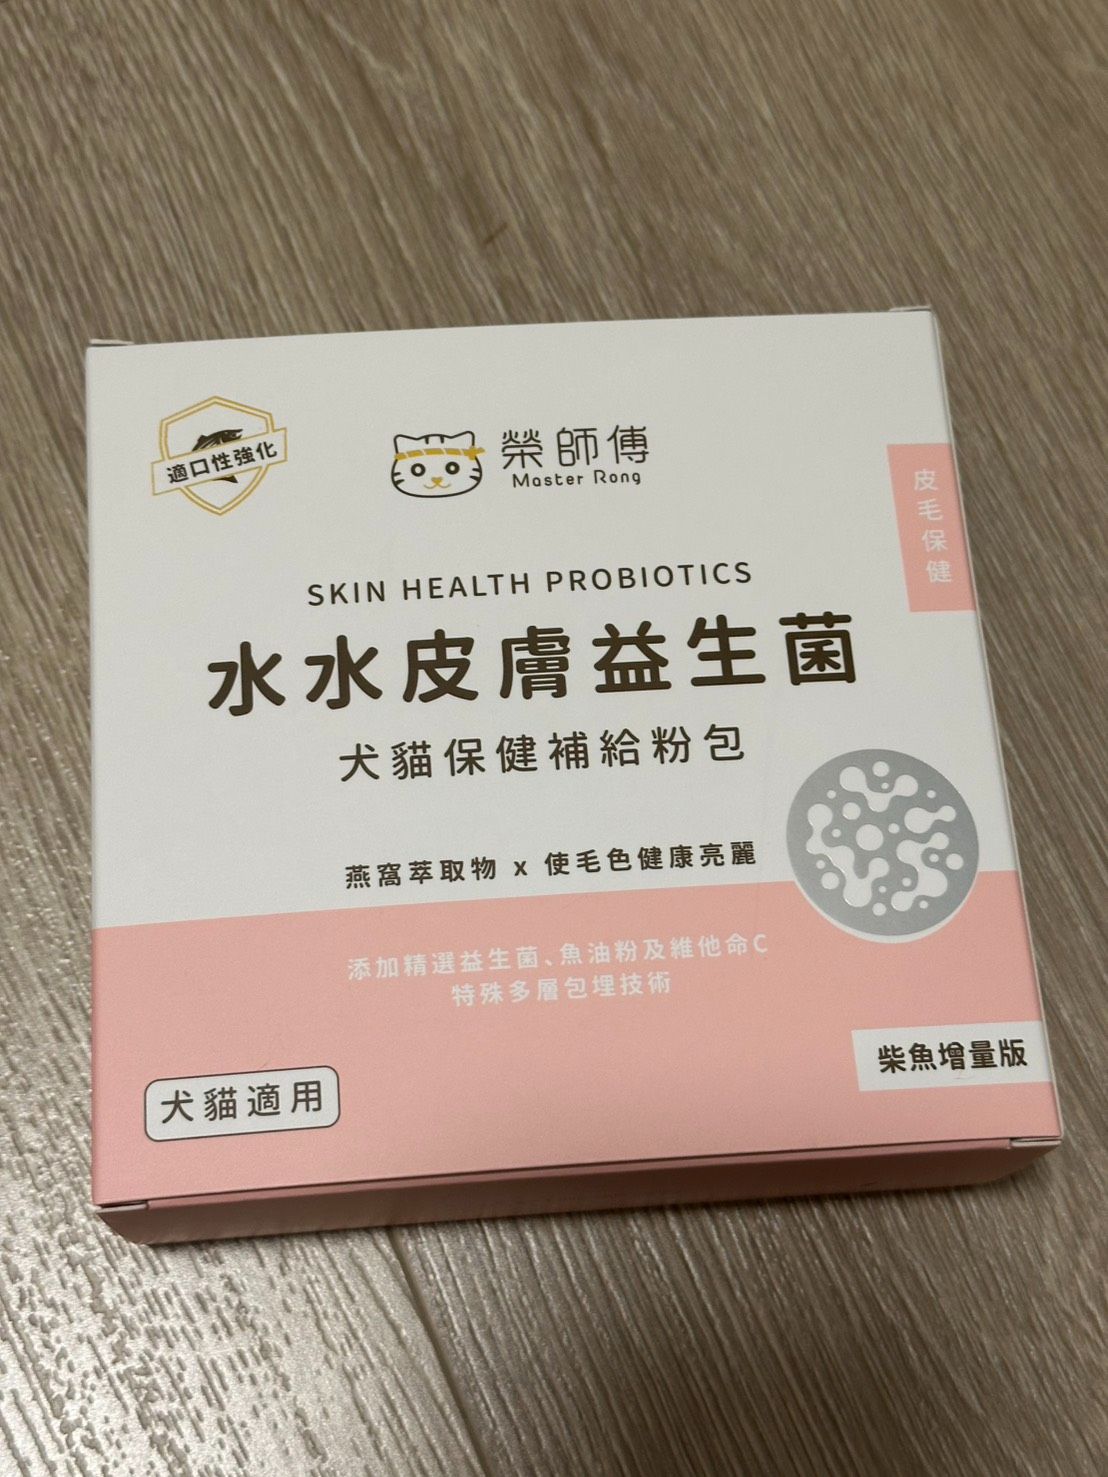 適口性強化
榮師傅
Master Rong
皮毛保健
SKIN HEALTH PROBIOTICS
水水皮膚益生菌
犬貓保健補給粉包
燕窩萃取物 x 使毛色健康亮麗
添加精選益生菌、魚油粉及維他命C
特殊多層包埋技術
柴魚增量版
犬貓適用